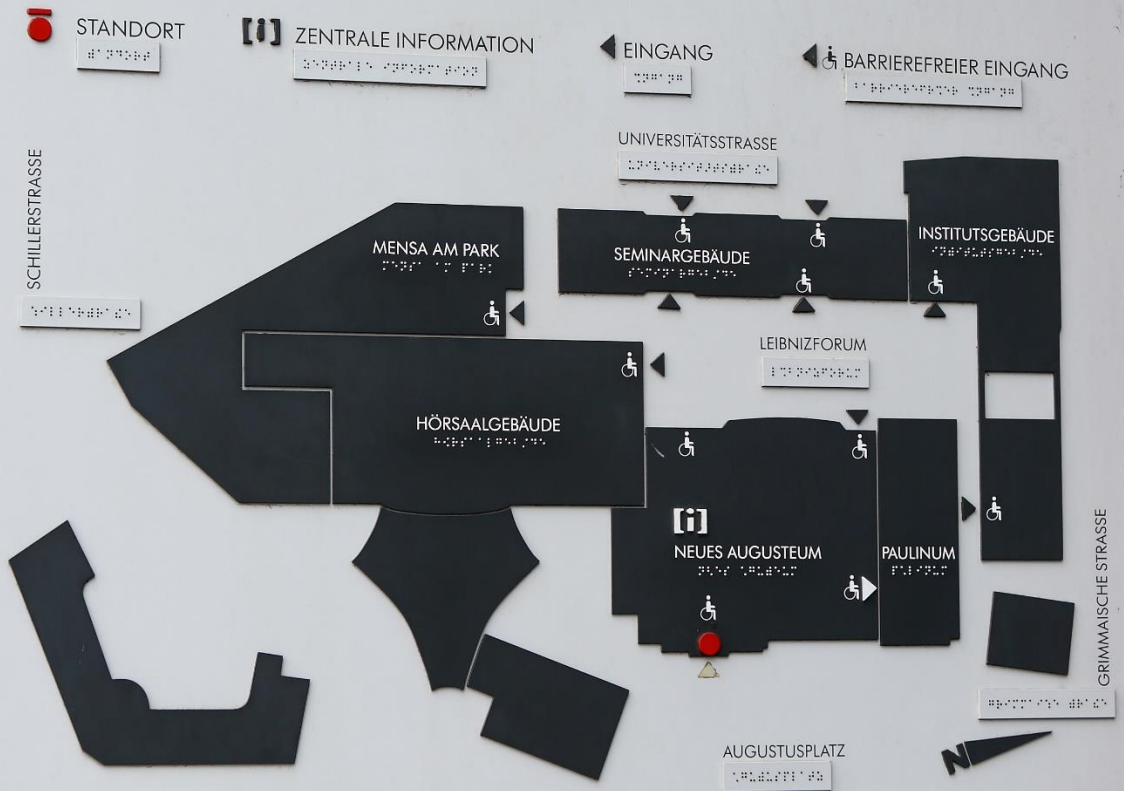 STANDORT
[i] ZENTRALE INFORMATION
EINGANG
BARRIEREFREIER EINGANG
UNIVERSITÄTSSTRASSE
SCHILLERSTRASSE
INSTITUTSGEBÄUDE
MENSA AM PARK
SEMINARGEBÄUDE
LEIBNIZFORUM
HÖRSAALGEBÄUDE
[i]
NEUES AUGUSTEUM
PAULINUM
GRIMMAISCHE STRASSE
N
AUGUSTUSPLATZ